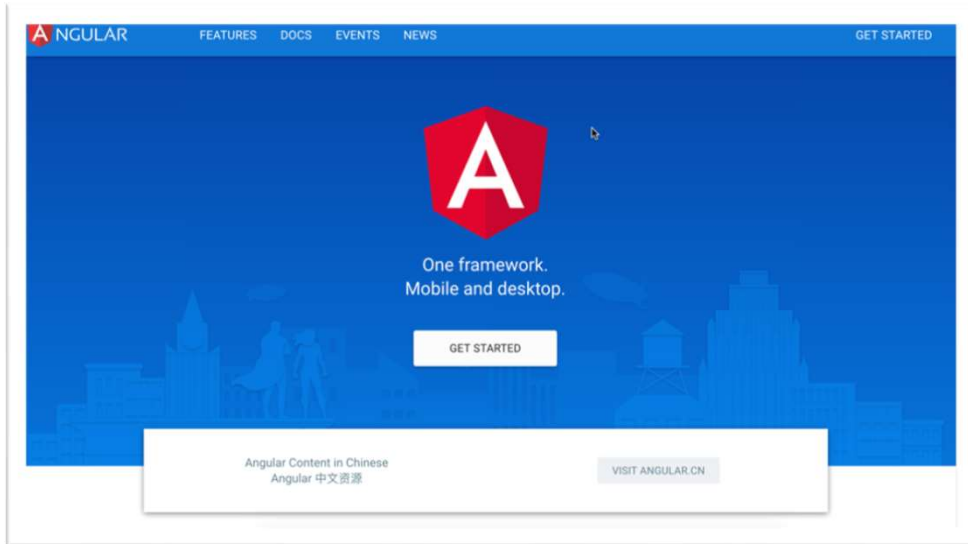 ANGULAR FEATURES DOCS EVENTS NEWS GET STARTED
A
One framework.
Mobile and desktop.
GET STARTED
Angular Content in Chinese
Angular 中文资源
VISIT ANGULAR.CN